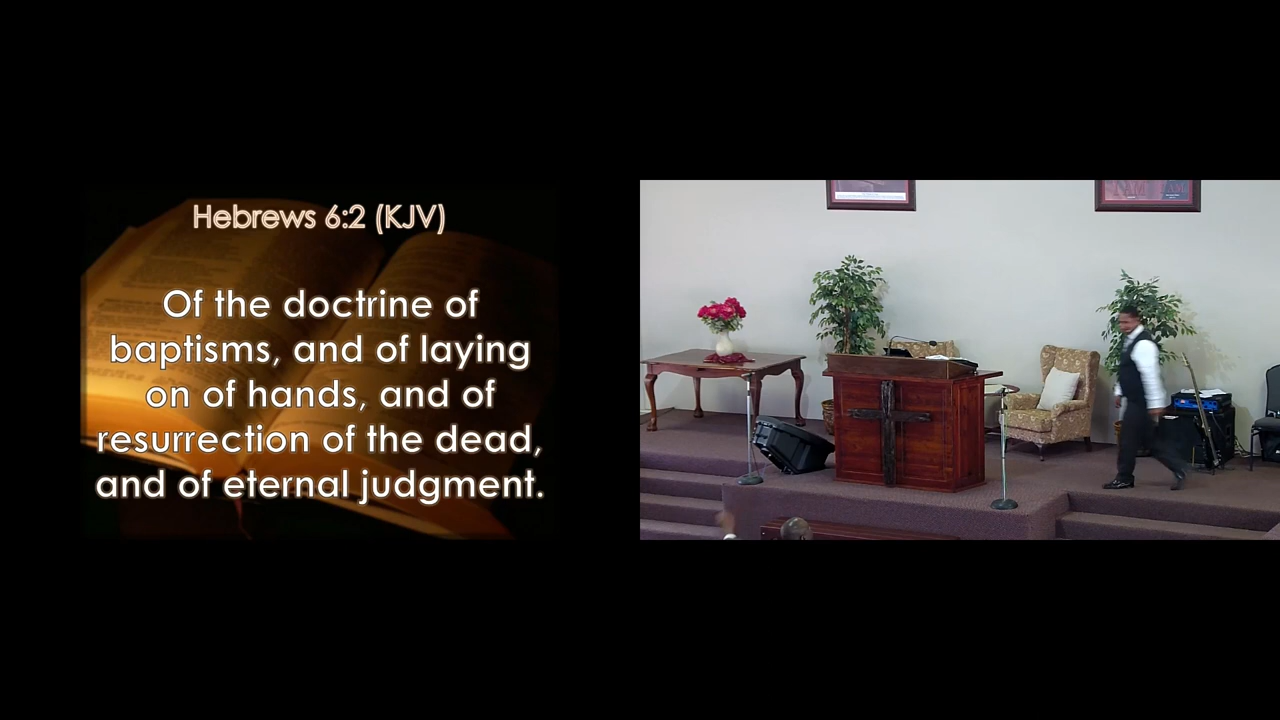 Hebrews 6:2 (KJV)
Of the doctrine of
baptisms, and of laying
on of hands, and of
resurrection of the dead,
and of eternal judgment.